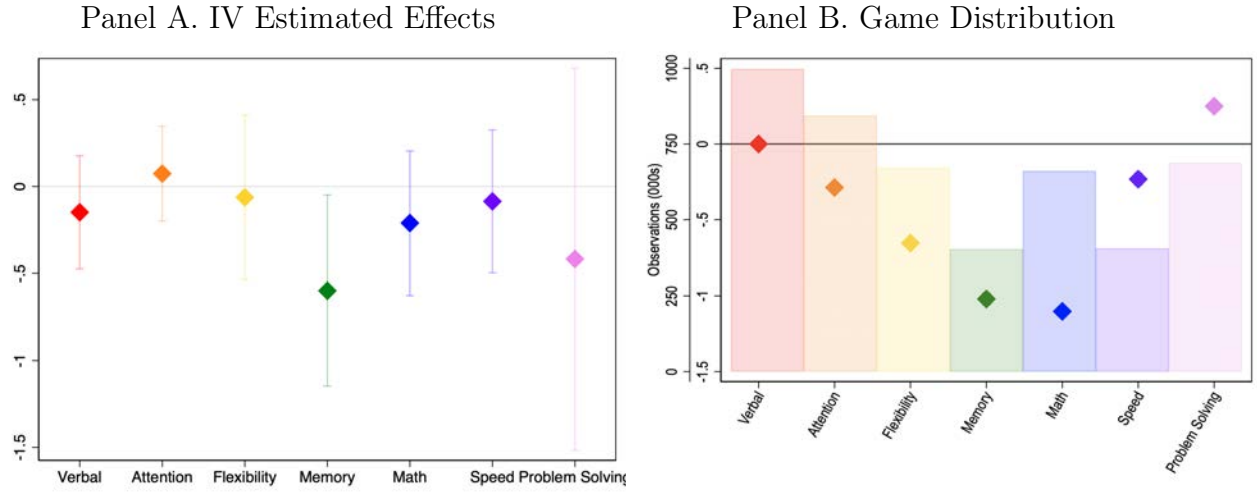 Panel A. IV Estimated Effects
.5
0
-.5
-1
-1.5
Verbal Attention Flexibility Memory Math Speed Problem Solving
Panel B. Game Distribution
Observations (000s)
1000
750
500
250
0
.5
0
-.5
-1
-1.5
Verbal
Attention
Flexibility
Memory
Math
Speed
Problem Solving